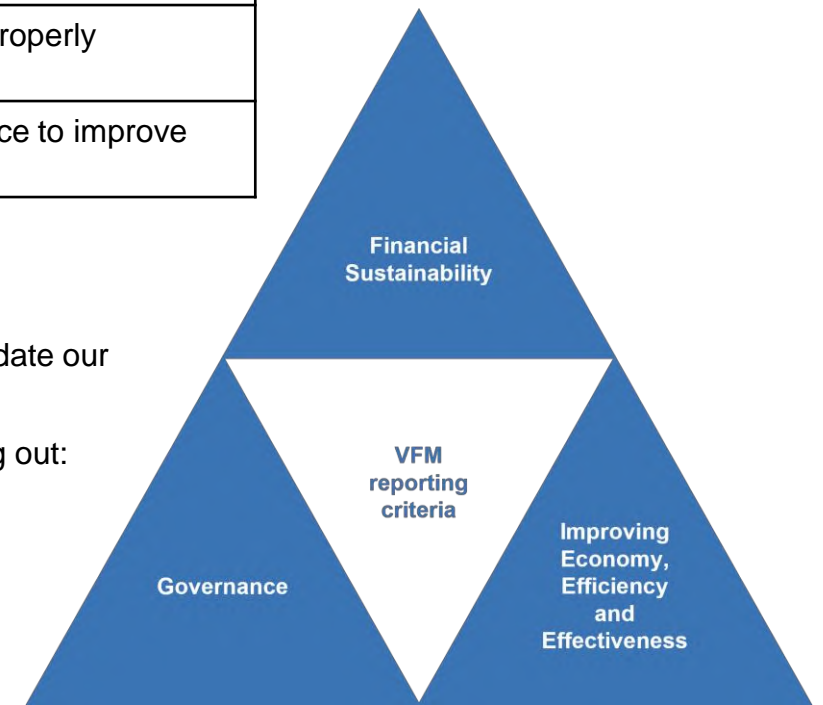 roperly
ce to improve
date our
g out:
Financial
Sustainability
VFM
reporting
criteria
Governance
Improving
Economy,
Efficiency
and
Effectiveness